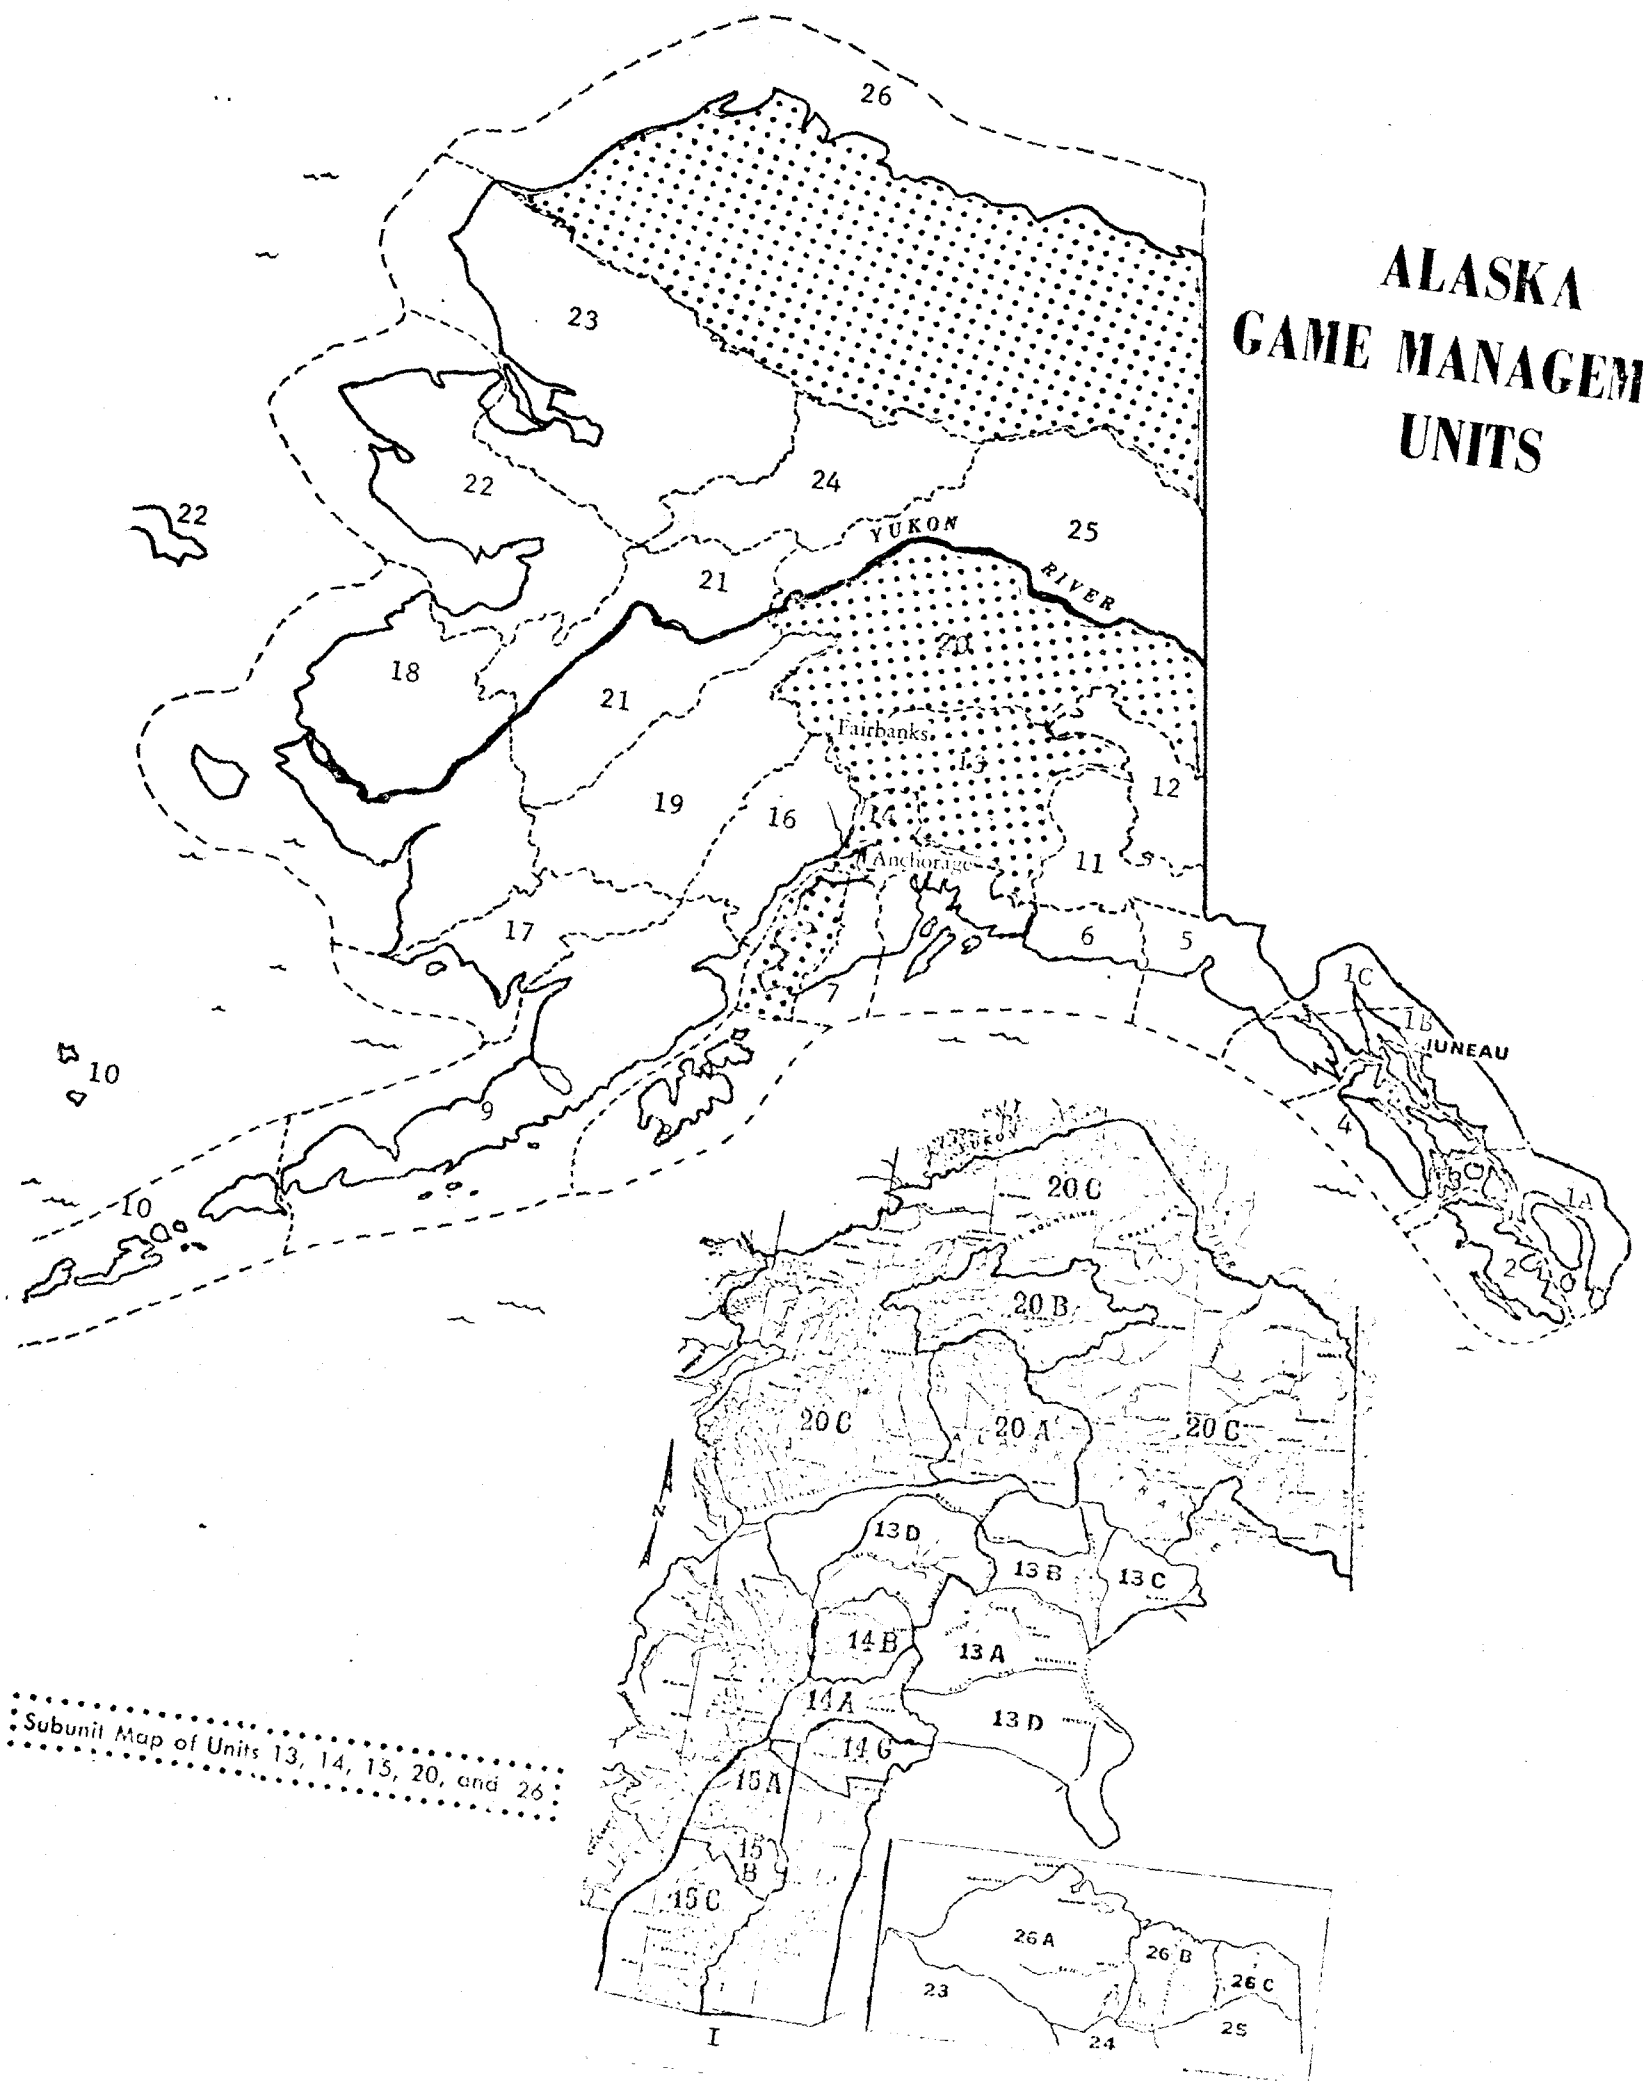 26
ALASKA
GAME MANAGEM
UNITS
23
22
24
22
YUKON
25
RIVER
21
20
18
21
Fairbanks
13
12
19
16
14
11
Anchorage
17
6
5
7
1C
1B
JUNEAU
10
9
8
4
3
1A
10
2
YUKON
20 C
MOUNTAINS
20 B
20 C
20 A
20 C
N
13 D
13 B
13 C
14 B
13 A
14 A
13 D
14 C
Subunit Map of Units 13, 14, 15, 20, and 26
15 A
15
B
15 C
26 A
26 B
26 C
23
24
25
I